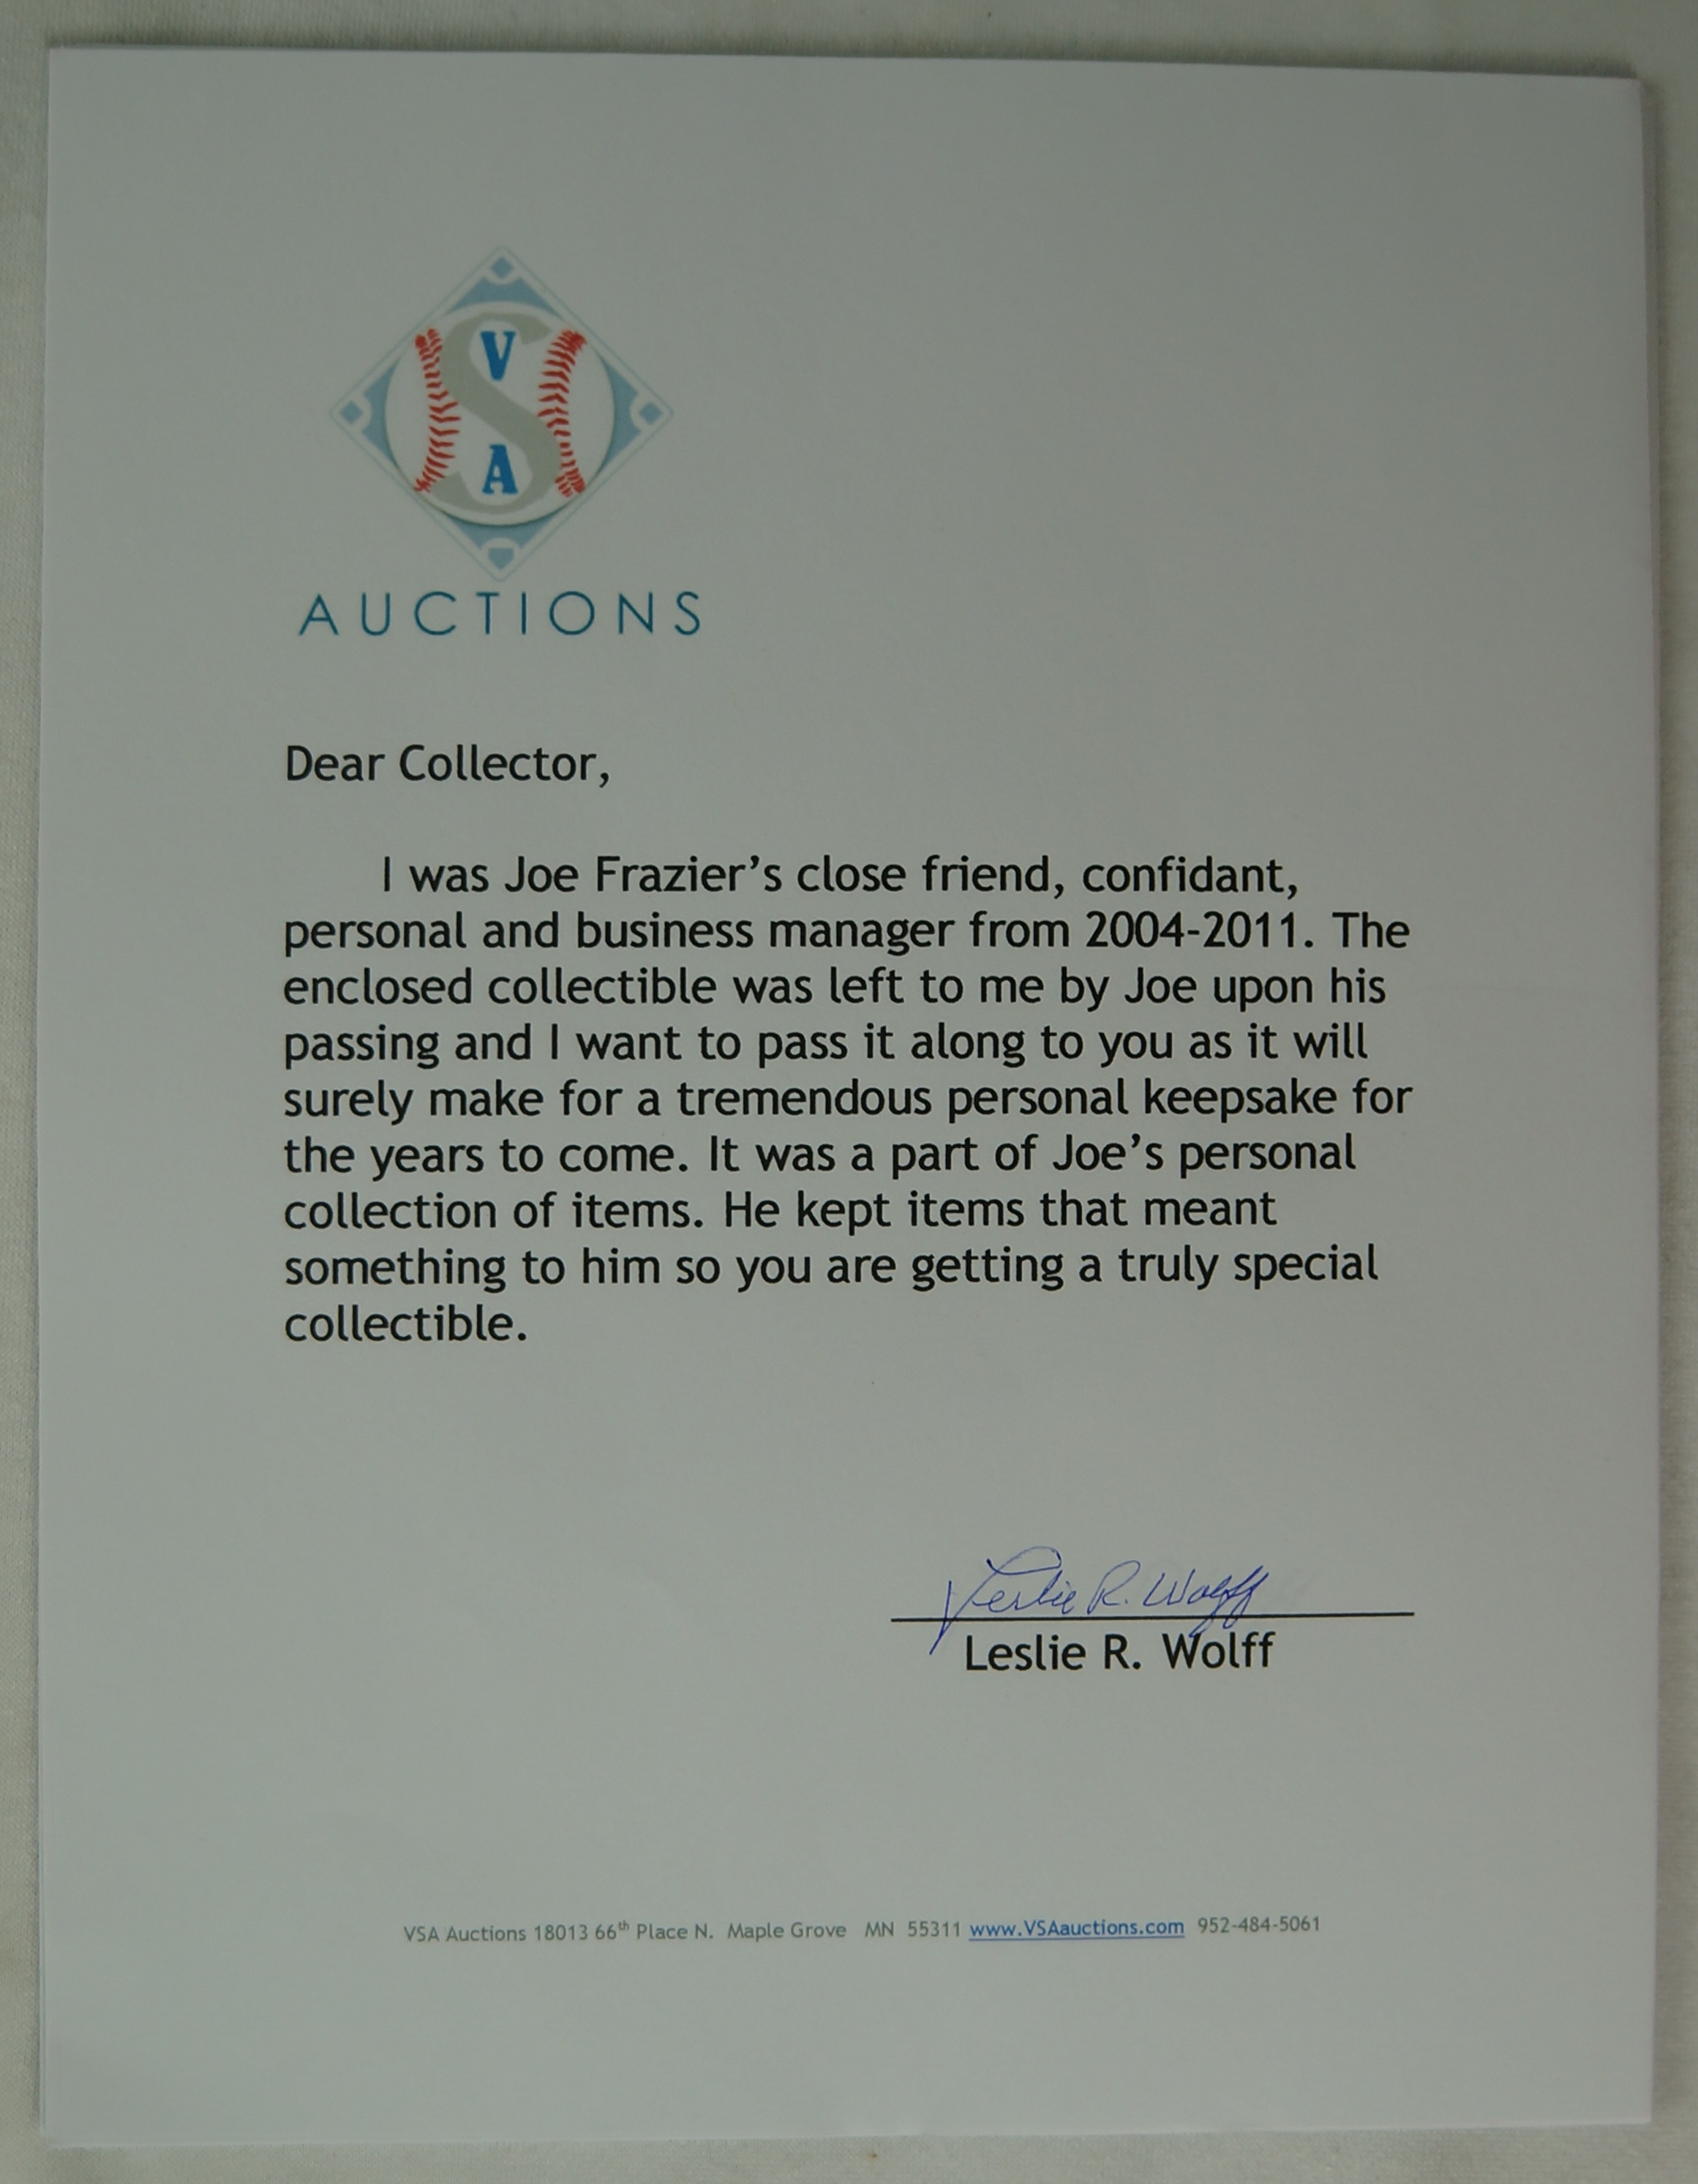 V
S
A
AUCTIONS
Dear Collector,
I was Joe Frazier’s close friend, confidant,
personal and business manager from 2004-2011. The
enclosed collectible was left to me by Joe upon his
passing and I want to pass it along to you as it will
surely make for a tremendous personal keepsake for
the years to come. It was a part of Joe’s personal
collection of items. He kept items that meant
something to him so you are getting a truly special
collectible.
Leslie R. Wolff
Leslie R. Wolff
VSA Auctions 18013 66th Place N. Maple Grove MN 55311 www.VSAauctions.com 952-484-5061